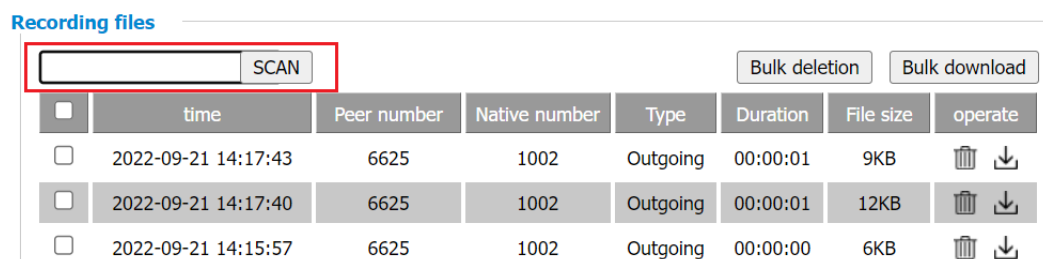 Recording files
SCAN Bulk deletion Bulk download
time Peer number Native number Type Duration File size operate
2022-09-21 14:17:43 6625 1002 Outgoing 00:00:01 9KB
2022-09-21 14:17:40 6625 1002 Outgoing 00:00:01 12KB
2022-09-21 14:15:57 6625 1002 Outgoing 00:00:00 6KB